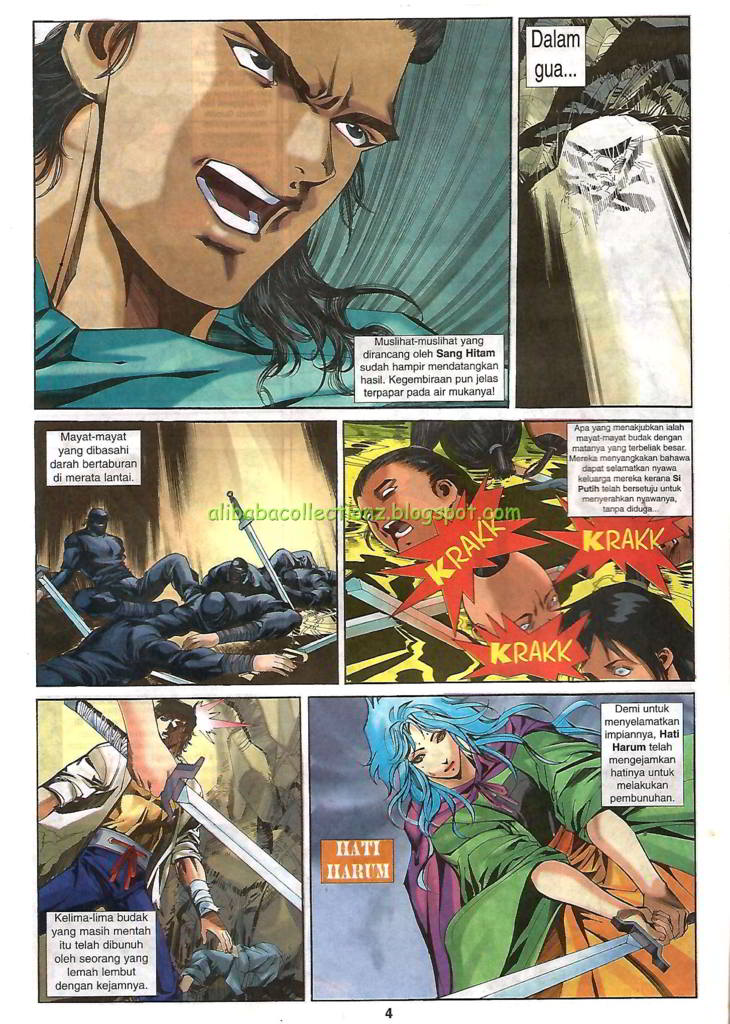 Muslihat-muslihat yang
dirancang oleh Sang Hitam
sudah hampir mendatangkan
hasil. Kegembiraan pun jelas
terpapar pada air mukanya!
Dalam
gua...
Mayat-mayat
yang dibasahi
darah bertaburan
di merata lantai.
Apa yang menakjubkan ialah
mayat-mayat budak dengan
matanya yang terbeliak besar.
Mereka menyangkakan bahawa
dapat selamatkan nyawa
keluarga mereka kerana Si
Putih telah bersetuju untuk
menyerahkan nyawanya,
tanpa diduga...
alibabacollectionz.blogspot.com
KRAKK
KRAKK
KRAKK
Kelima-lima budak
yang masih mentah
itu telah dibunuh
oleh seorang yang
lemah lembut
dengan kejamnya.
Demi untuk
menyelamatkan
impiannya, Hati
Harum telah
mengejamkan
hatinya untuk
melakukan
pembunuhan.
HATI
HARUM
4